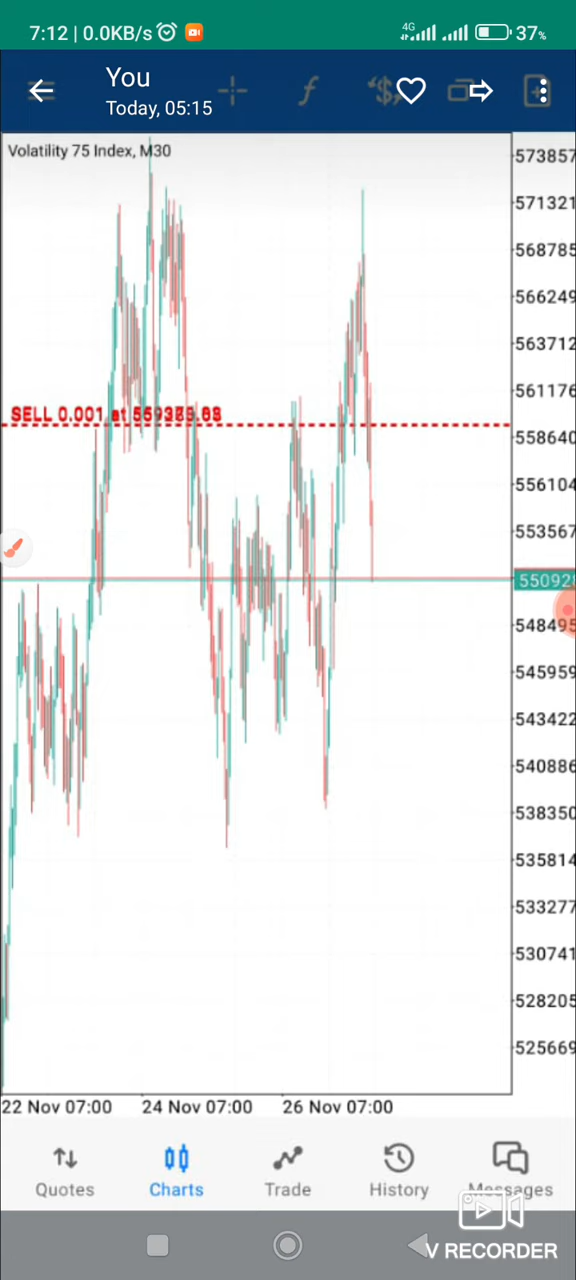 7:12 | 0.0KB/s
4G
37%
You
Today, 05:15
Volatility 75 Index, M30
573857
571321
568785
566249
563712
561176
SELL 0.001 at
558640
556104
553567
55092
548495
545959
543422
540886
538350
535814
533277
530741
528205
525669
22 Nov 07:00 24 Nov 07:00 26 Nov 07:00
Quotes Charts Trade History Messages
V RECORDER